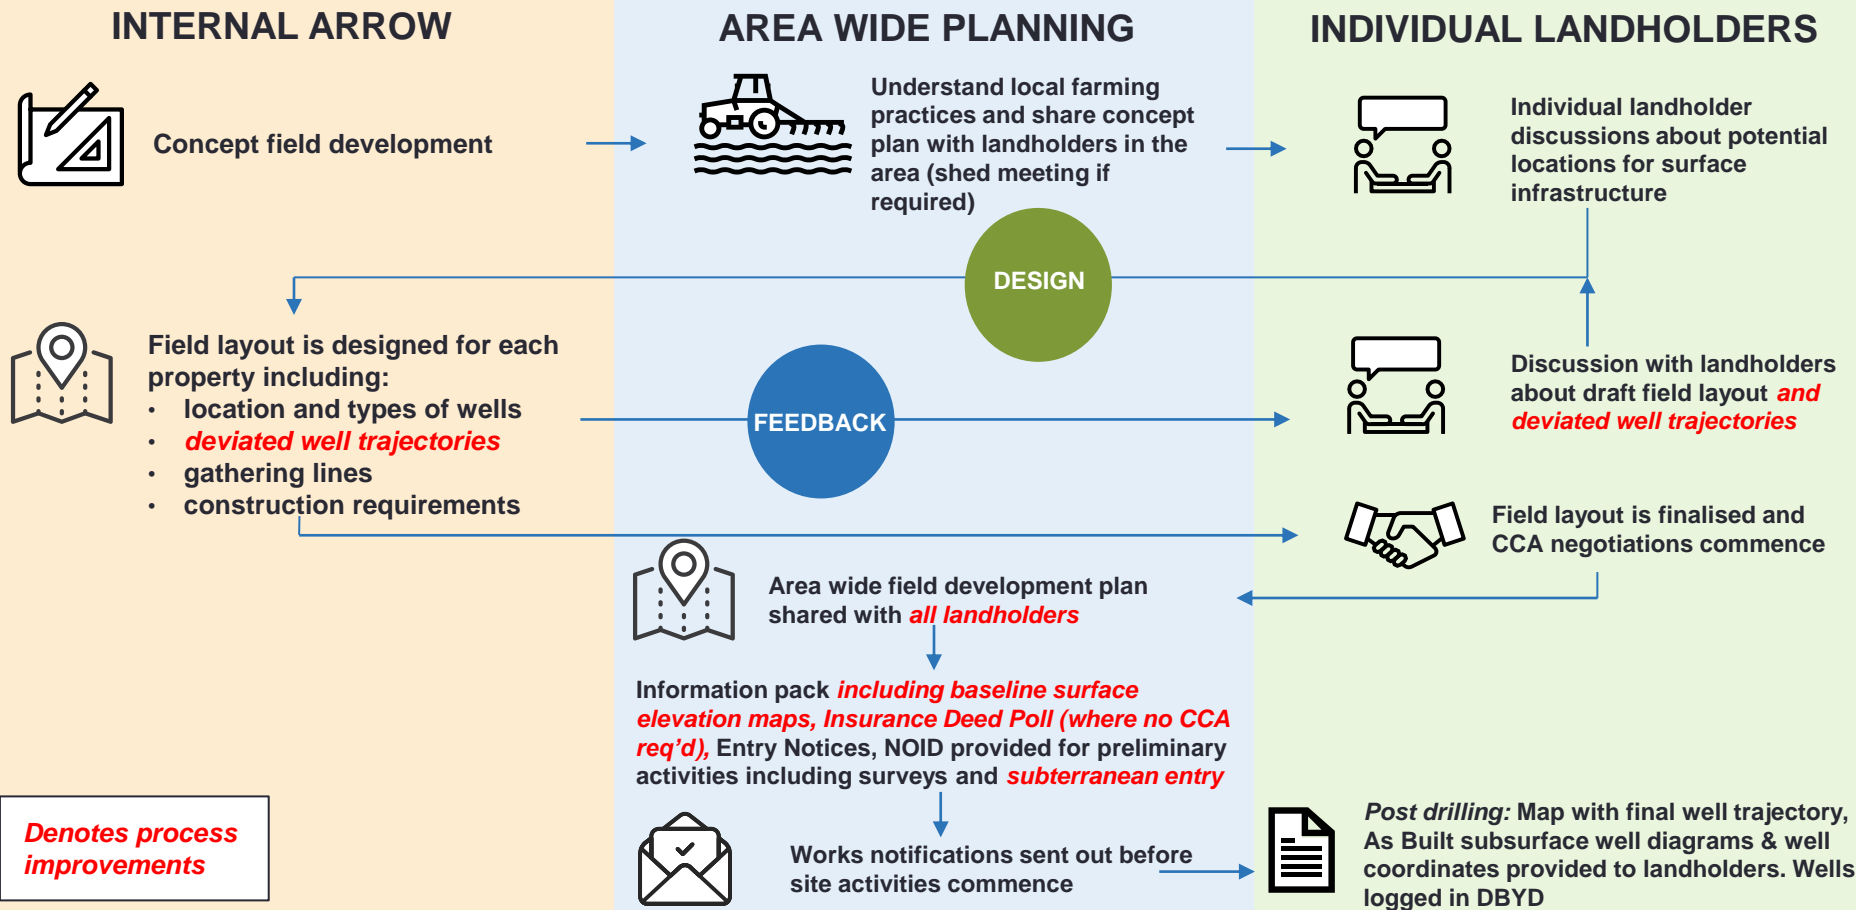 INTERNAL ARROW
AREA WIDE PLANNING
INDIVIDUAL LANDHOLDERS
Concept field development
Understand local farming
practices and share concept
plan with landholders in the
area (shed meeting if
required)
Individual landholder
discussions about potential
locations for surface
infrastructure
DESIGN
Field layout is designed for each
property including:
• location and types of wells
• deviated well trajectories
• gathering lines
• construction requirements
FEEDBACK
Discussion with landholders
about draft field layout and
deviated well trajectories
Field layout is finalised and
CCA negotiations commence
Area wide field development plan
shared with all landholders
Information pack including baseline surface
elevation maps, Insurance Deed Poll (where no CCA
req'd), Entry Notices, NOID provided for preliminary
activities including surveys and subterranean entry
Denotes process
improvements
Works notifications sent out before
site activities commence
Post drilling: Map with final well trajectory,
As Built subsurface well diagrams & well
coordinates provided to landholders. Wells
logged in DBYD